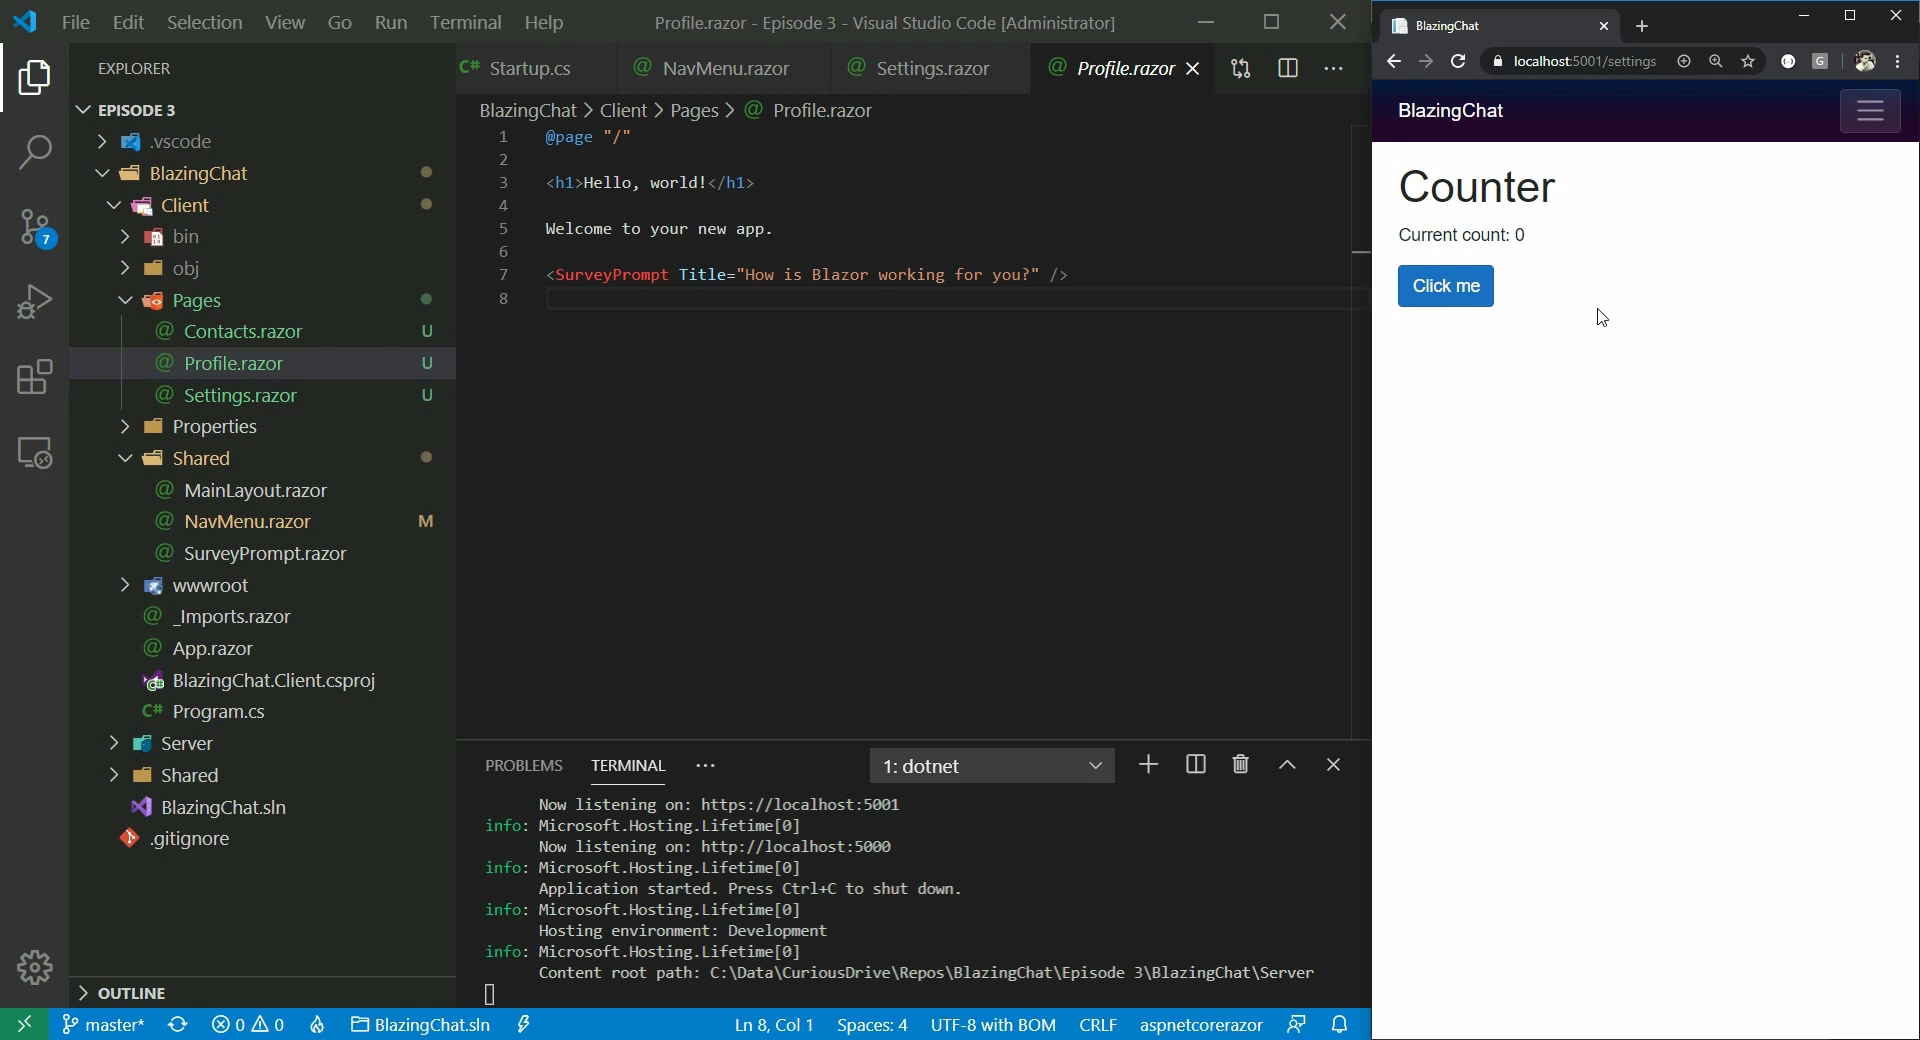 File Edit Selection View Go Run Terminal Help
Profile.razor - Episode 3 - Visual Studio Code [Administrator]
EXPLORER
EPISODE 3
.vscode
BlazingChat
Client
bin
obj
Pages
Contacts.razor U
Profile.razor U
Settings.razor U
Properties
Shared
MainLayout.razor
NavMenu.razor M
SurveyPrompt.razor
wwwroot
_Imports.razor
App.razor
BlazingChat.Client.csproj
C# Program.cs
Server
Shared
BlazingChat.sln
.gitignore
OUTLINE
7
C# Startup.cs
@ NavMenu.razor
@ Settings.razor
@ Profile.razor
BlazingChat > Client > Pages > @ Profile.razor
1 @page "/"
2
3 <h1>Hello, world!</h1>
4
5 Welcome to your new app.
6
7 <SurveyPrompt Title="How is Blazor working for you?" />
8
PROBLEMS TERMINAL ··· 1: dotnet
Now listening on: https://localhost:5001
info: Microsoft.Hosting.Lifetime[0]
Now listening on: http://localhost:5000
info: Microsoft.Hosting.Lifetime[0]
Application started. Press Ctrl+C to shut down.
info: Microsoft.Hosting.Lifetime[0]
Hosting environment: Development
info: Microsoft.Hosting.Lifetime[0]
Content root path: C:\Data\CuriousDrive\Repos\BlazingChat\Episode 3\BlazingChat\Server
master* 0 0 BlazingChat.sln Ln 8, Col 1 Spaces: 4 UTF-8 with BOM CRLF aspnetcorerazor
BlazingChat
localhost:5001/settings
G
BlazingChat
Counter
Current count: 0
Click me